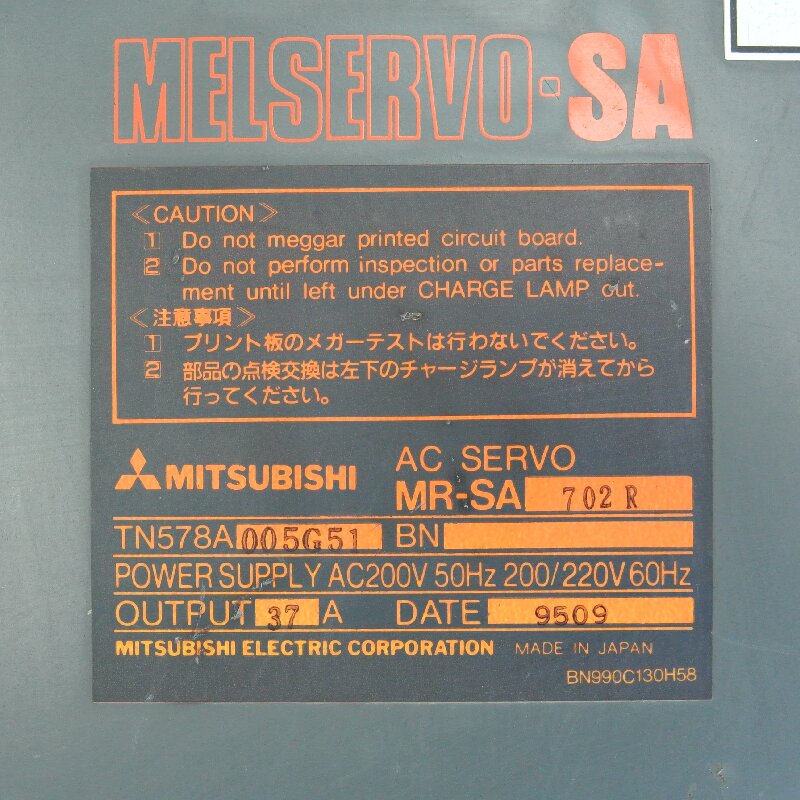 MELSERVO-SA
<CAUTION>
1 Do not meggar printed circuit board.
2 Do not perform inspection or parts replace-
ment until left under CHARGE LAMP out.
<注意事項>
1 プリント板のメガーテストは行わないでください。
2 部品の点検交換は左下のチャージランプが消えてから
行ってください。
MITSUBISHI
AC SERVO
MR-SA 702R
TN578A 005G51 BN
POWER SUPPLY AC200V 50Hz 200/220V 60Hz
OUTPUT 37 A DATE 9509
MITSUBISHI ELECTRIC CORPORATION MADE IN JAPAN
BN990C130H58